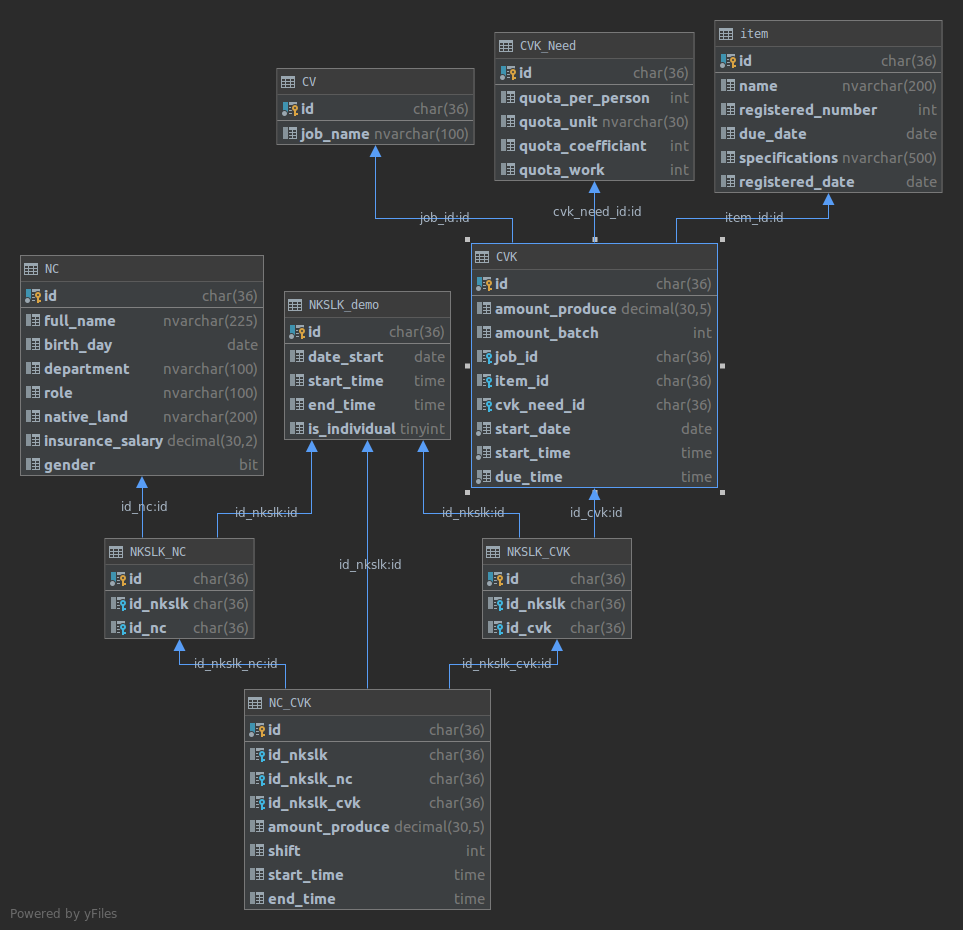 CV
id char(36)
job_name nvarchar(100)
CVK_Need
id char(36)
quota_per_person int
quota_unit nvarchar(30)
quota_coefficiant int
quota_work int
item
id char(36)
name nvarchar(200)
registered_number int
due_date date
specifications nvarchar(500)
registered_date date
job_id:id
cvk_need_id:id
item_id:id
NC
id char(36)
full_name nvarchar(225)
birth_day date
department nvarchar(100)
role nvarchar(100)
native_land nvarchar(200)
insurance_salary decimal(30,2)
gender bit
NKSLK_demo
id char(36)
date_start date
start_time time
end_time time
is_individual tinyint
CVK
id char(36)
amount_produce decimal(30,5)
amount_batch int
job_id char(36)
item_id char(36)
cvk_need_id char(36)
start_date date
start_time time
due_time time
id_nc:id
id_nkslk:id
id_nkslk:id
id_nkslk:id
id_cvk:id
NKSLK_NC
id char(36)
id_nkslk char(36)
id_nc char(36)
NKSLK_CVK
id char(36)
id_nkslk char(36)
id_cvk char(36)
id_nkslk_nc:id
id_nkslk_cvk:id
NC_CVK
id char(36)
id_nkslk char(36)
id_nkslk_nc char(36)
id_nkslk_cvk char(36)
amount_produce decimal(30,5)
shift int
start_time time
end_time time
Powered by yFiles